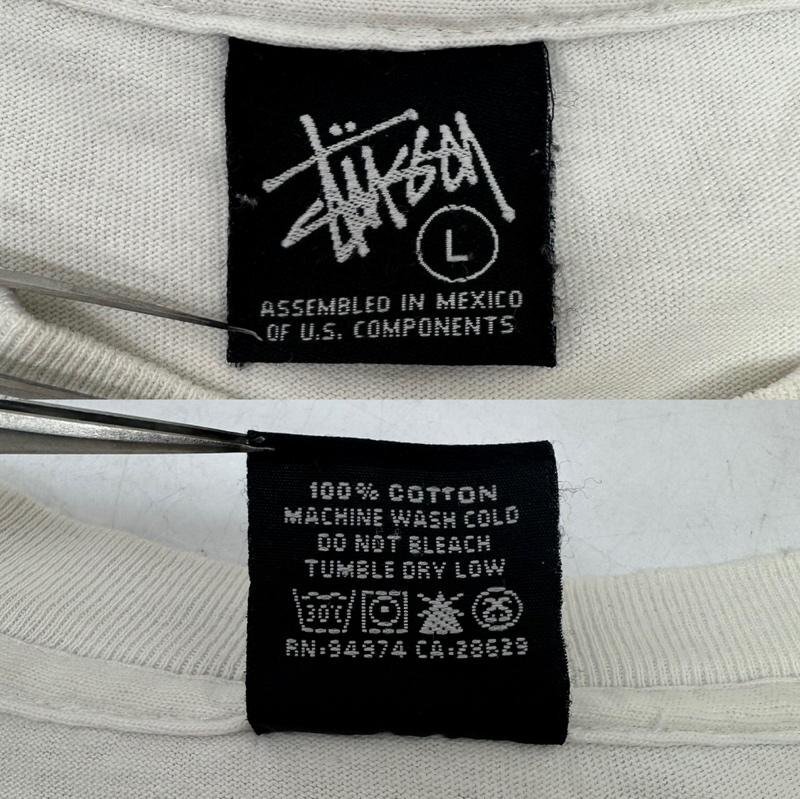 Stüssy
L
ASSEMBLED IN MEXICO
OF U.S. COMPONENTS
100% COTTON
MACHINE WASH COLD
DO NOT BLEACH
TUMBLE DRY LOW
30C
RN:94974 CA:28629